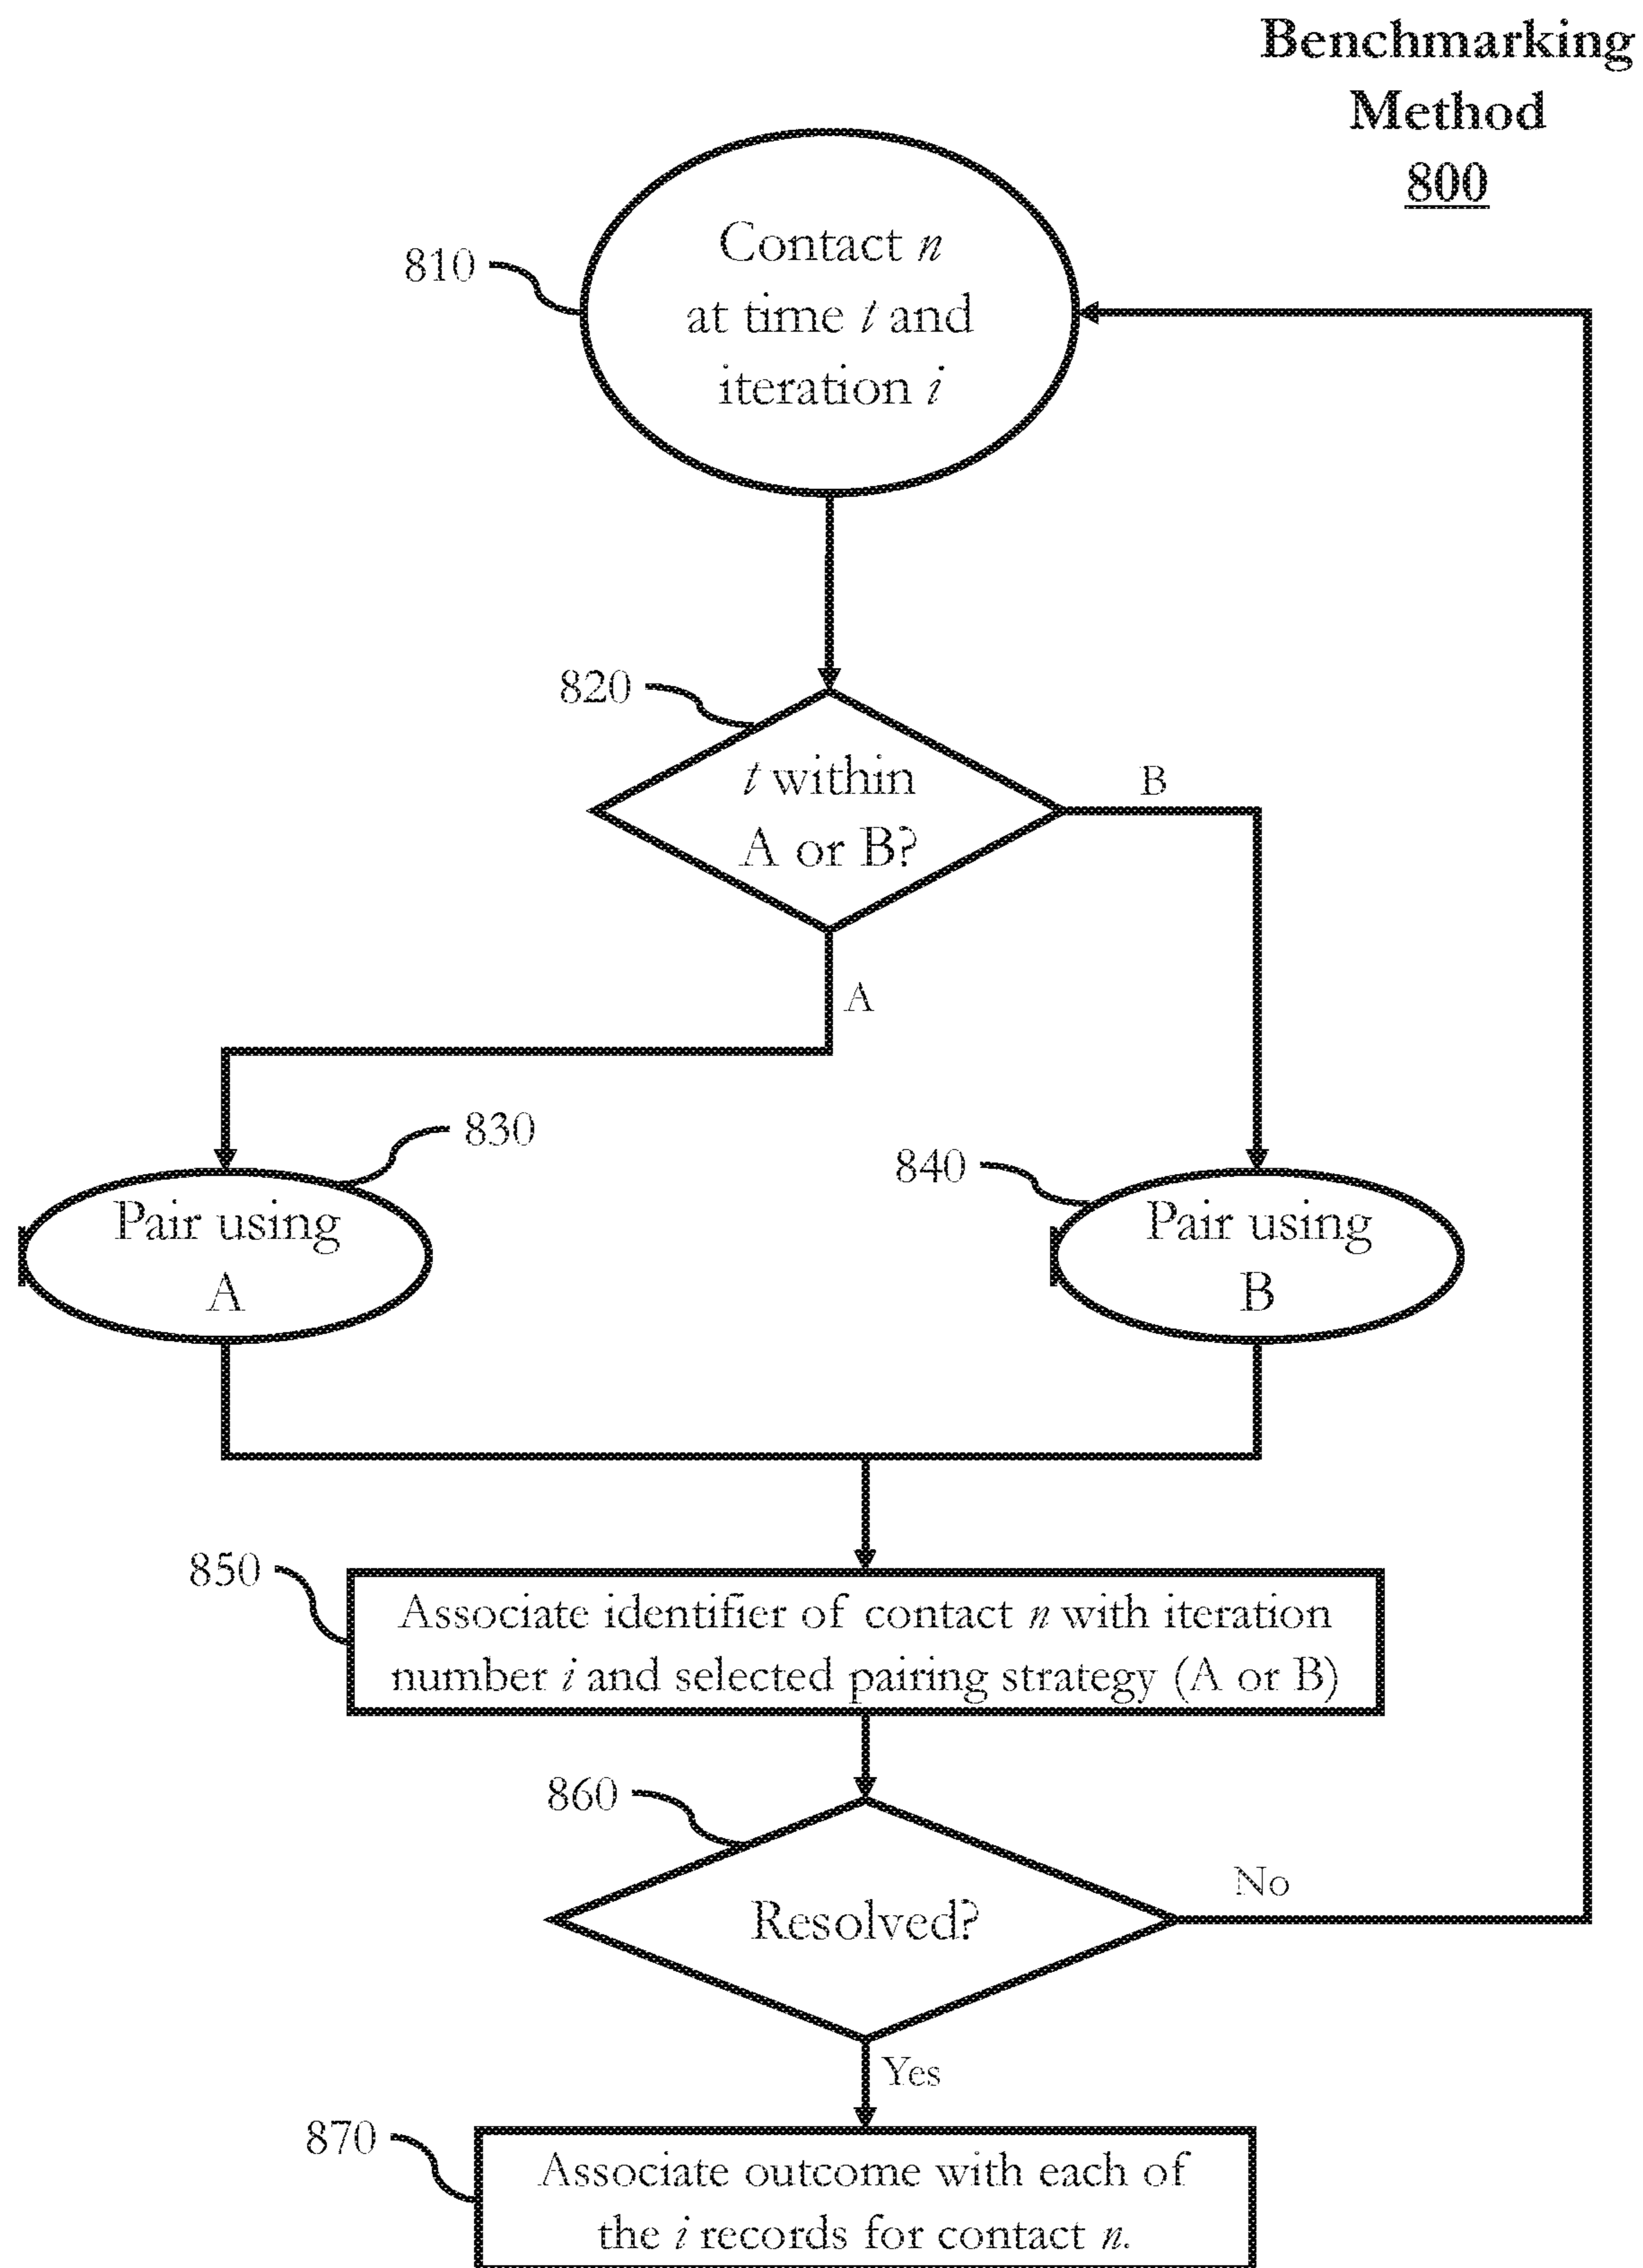 Benchmarking
Method
800
810
Contact n
at time t and
iteration i
820
t within
A or B?
B
A
830
Pair using
A
840
Pair using
B
850
Associate identifier of contact n with iteration
number i and selected pairing strategy (A or B)
860
Resolved?
No
Yes
870
Associate outcome with each of
the i records for contact n.